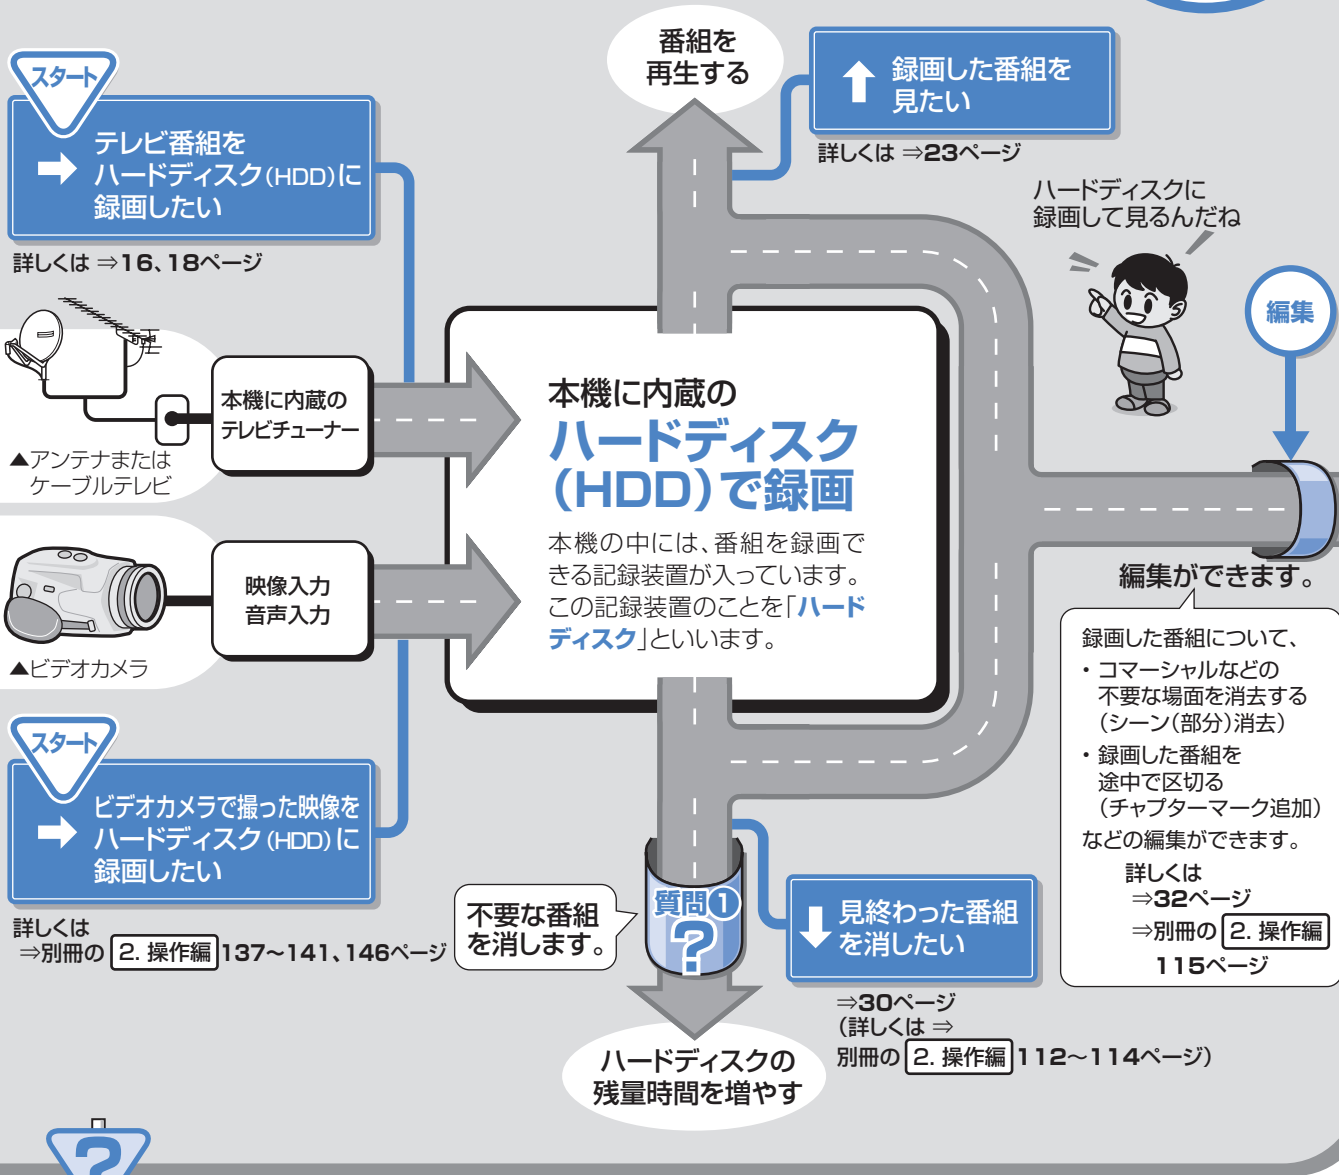 スタート
➡ テレビ番組を
ハードディスク(HDD)に
録画したい
詳しくは ⇒16、18ページ
番組を
再生する
⬆ 録画した番組を
見たい
詳しくは ⇒23ページ
ハードディスクに
録画して見るんだね
編集
▲アンテナまたは
ケーブルテレビ
本機に内蔵の
テレビチューナー
本機に内蔵の
ハードディスク
(HDD)で録画
本機の中には、番組を録画で
きる記録装置が入っています。
この記録装置のことを「ハード
ディスク」といいます。
▲ビデオカメラ
映像入力
音声入力
編集ができます。
録画した番組について、
・コマーシャルなどの
不要な場面を消去する
(シーン(部分)消去)
・録画した番組を
途中で区切る
(チャプターマーク追加)
などの編集ができます。
詳しくは
⇒32ページ
⇒別冊の 2. 操作編
115ページ
スタート
➡ ビデオカメラで撮った映像を
ハードディスク(HDD)に
録画したい
詳しくは
⇒別冊の 2. 操作編 137～141、146ページ
不要な番組
を消します。
質問❶
?
⬇ 見終わった番組
を消したい
⇒30ページ
(詳しくは ⇒
別冊の 2. 操作編 112～114ページ)
ハードディスクの
残量時間を増やす
?